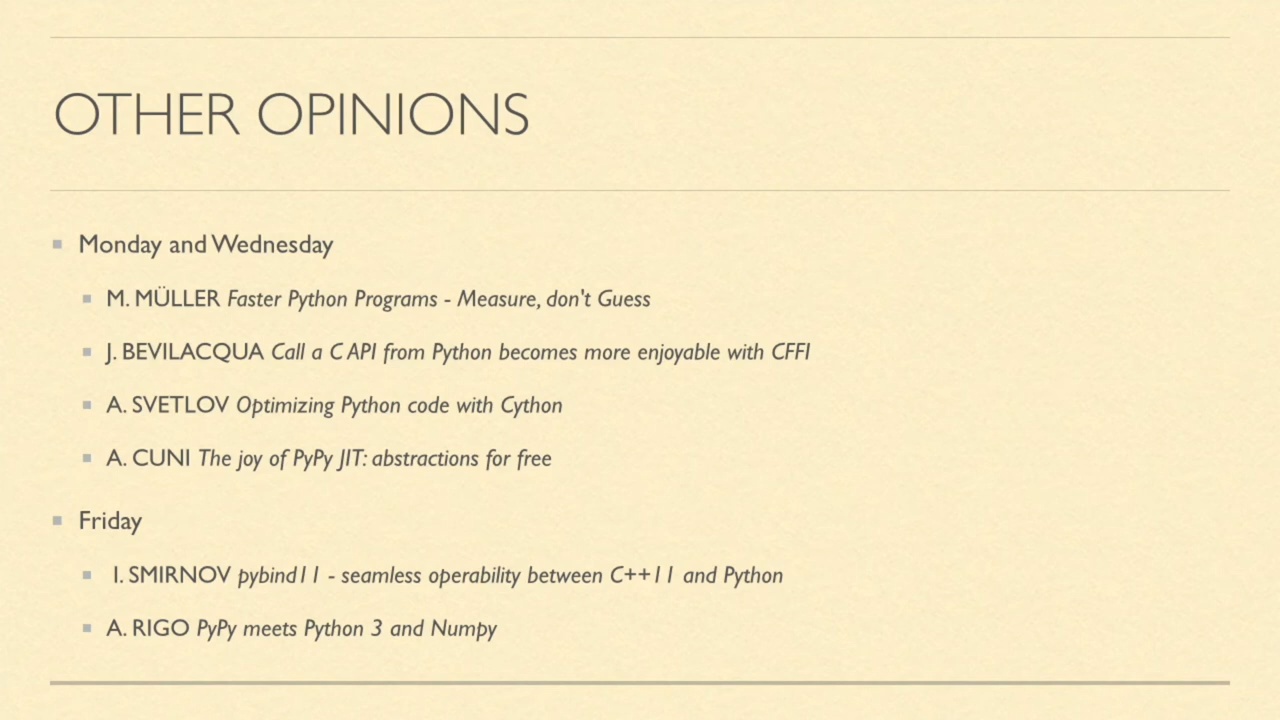 OTHER OPINIONS
Monday and Wednesday
M. MÜLLER Faster Python Programs - Measure, don't Guess
J. BEVILACQUA Call a C API from Python becomes more enjoyable with CFFI
A. SVETLOV Optimizing Python code with Cython
A. CUNI The joy of PyPy JIT: abstractions for free
Friday
I. SMIRNOV pybind11 - seamless operability between C++11 and Python
A. RIGO PyPy meets Python 3 and Numpy